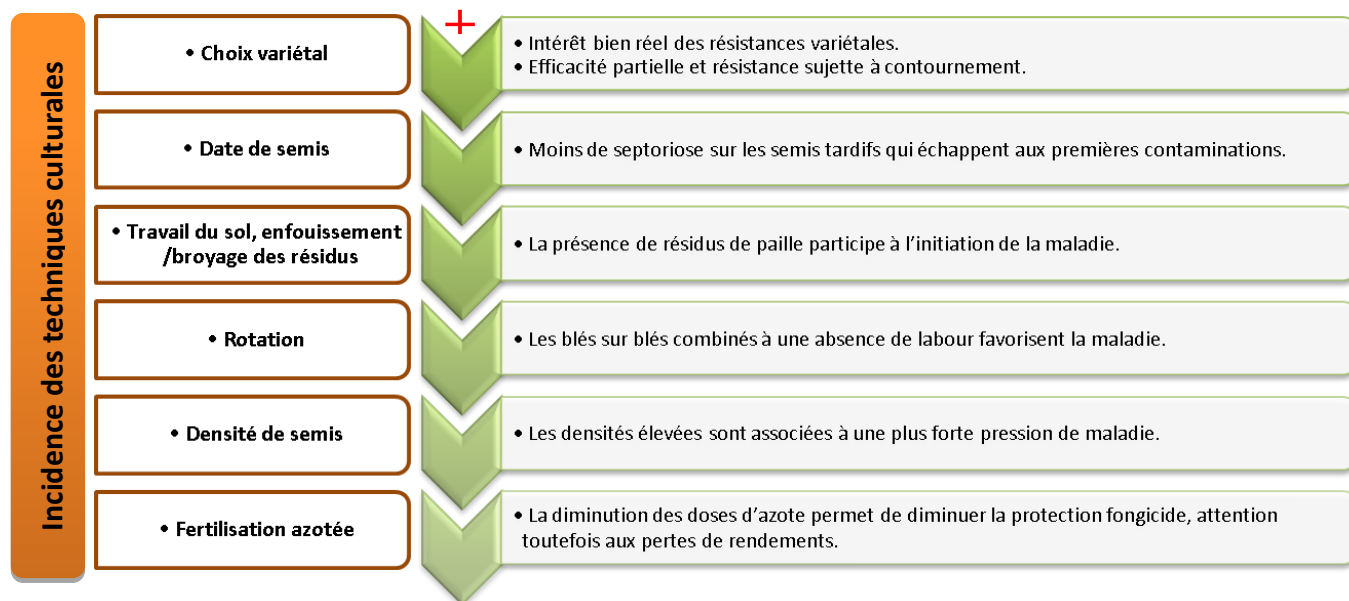 Incidence des techniques culturales
• Choix variétal
+
• Intérêt bien réel des résistances variétales.
• Efficacité partielle et résistance sujette à contournement.
• Date de semis
• Moins de septoriose sur les semis tardifs qui échappent aux premières contaminations.
• Travail du sol, enfouissement
/broyage des résidus
• La présence de résidus de paille participe à l’initiation de la maladie.
• Rotation
• Les blés sur blés combinés à une absence de labour favorisent la maladie.
• Densité de semis
• Les densités élevées sont associées à une plus forte pression de maladie.
• Fertilisation azotée
• La diminution des doses d’azote permet de diminuer la protection fongicide, attention
toutefois aux pertes de rendements.